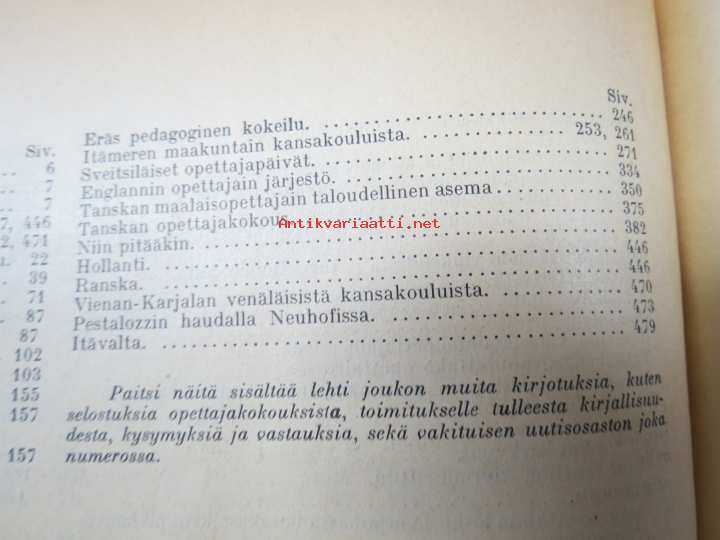 Siv.
6
7
7
7, 446
2, 471
22
39
71
87
87
102
103
155
157
157
Siv.
Eräs pedagoginen kokeilu. 246
Itämeren maakuntain kansakouluista. 253, 261
Sveitsiläiset opettajapäivät. 271
Englannin opettajain järjestö. 334
Tanskan maalaisopettajain taloudellinen asema 350
Tanskan opettajakokous 375
Niin pitääkin. 382
Hollanti. 446
Ranska. 446
Vienan-Karjalan venäläisistä kansakouluista. 470
Pestalozzin haudalla Neuhofissa. 473
Itävalta. 479
Paitsi näitä sisältää lehti joukon muita kirjotuksia, kuten
selostuksia opettajakokouksista, toimitukselle tulleesta kirjallisuu-
desta, kysymyksiä ja vastauksia, sekä vakituisen uutisosaston joka
numerossa.
Antikvariaatti.net